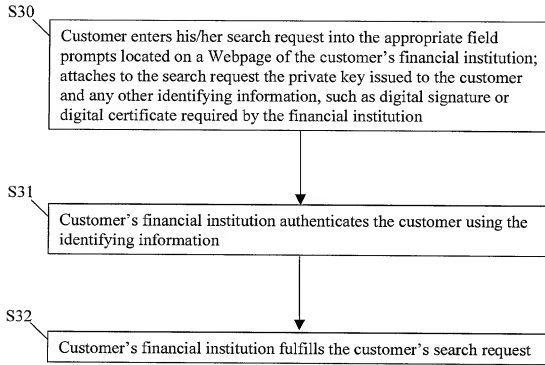 S30
Customer enters his/her search request into the appropriate field
prompts located on a Webpage of the customer's financial institution;
attaches to the search request the private key issued to the customer
and any other identifying information, such as digital signature or
digital certificate required by the financial institution
S31
Customer's financial institution authenticates the customer using the
identifying information
S32
Customer's financial institution fulfills the customer's search request